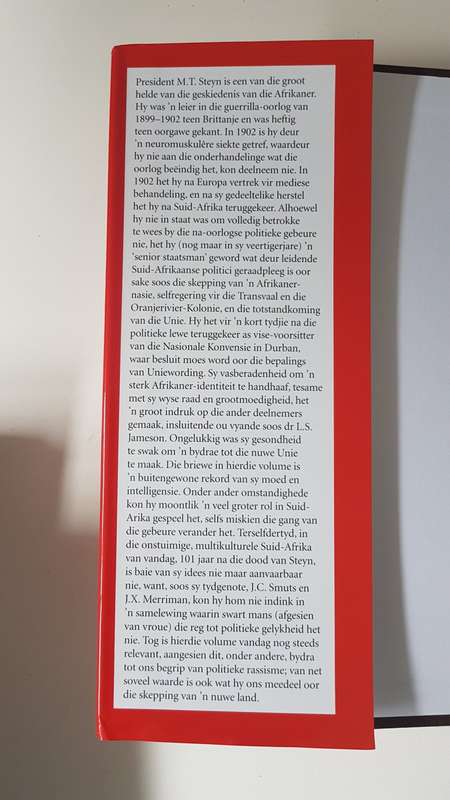 President M.T. Steyn is een van die groot
helde van die geskiedenis van die Afrikaner.
Hy was 'n leier in die guerrilla-oorlog van
1899–1902 teen Brittanje en was heftig
teen oorgawe gekant. In 1902 is hy deur
'n neuromuskulêre siekte getref, waardeur
hy nie aan die onderhandelinge wat die
oorlog beëindig het, kon deelneem nie. In
1902 het hy na Europa vertrek vir mediese
behandeling, en na sy gedeeltelike herstel
het hy na Suid-Afrika teruggekeer. Alhoewel
hy nie in staat was om volledig betrokke
te wees by die na-oorlogse politieke gebeure
nie, het hy (nog maar in sy veertigerjare) 'n
'senior staatsman' geword wat deur leidende
Suid-Afrikaanse politici geraadpleeg is oor
sake soos die skepping van 'n Afrikaner-
nasie, selfregering vir die Transvaal en die
Oranjerivier-Kolonie, en die totstandkoming
van die Unie. Hy het vir 'n kort tydjie na die
politieke lewe teruggekeer as vise-voorsitter
van die Nasionale Konvensie in Durban,
waar besluit moes word oor die bepalings
van Uniewording. Sy vasberadenheid om 'n
sterk Afrikaner-identiteit te handhaaf, tesame
met sy wyse raad en grootmoedigheid, het
'n groot indruk op die ander deelnemers
gemaak, insluitende ou vyande soos dr L.S.
Jameson. Ongelukkig was sy gesondheid
te swak om 'n bydrae tot die nuwe Unie
te maak. Die briewe in hierdie volume is
'n buitengewone rekord van sy moed en
intelligensie. Onder ander omstandighede
kon hy moontlik 'n veel groter rol in Suid-
Arika gespeel het, selfs miskien die gang van
die gebeure verander het. Terselfdertyd, in
die onstuimige, multikulturele Suid-Afrika
van vandag, 101 jaar na die dood van Steyn,
is baie van sy idees nie maar aanvaarbaar
nie, want, soos sy tydgenote, J.C. Smuts en
J.X. Merriman, kon hy hom nie indink in
'n samelewing waarin swart mans (afgesien
van vroue) die reg tot politieke gelykheid het
nie. Tog is hierdie volume vandag nog steeds
relevant, aangesien dit, onder andere, bydra
tot ons begrip van politieke rassisme; van net
soveel waarde is ook wat hy ons meedeel oor
die skepping van 'n nuwe land.